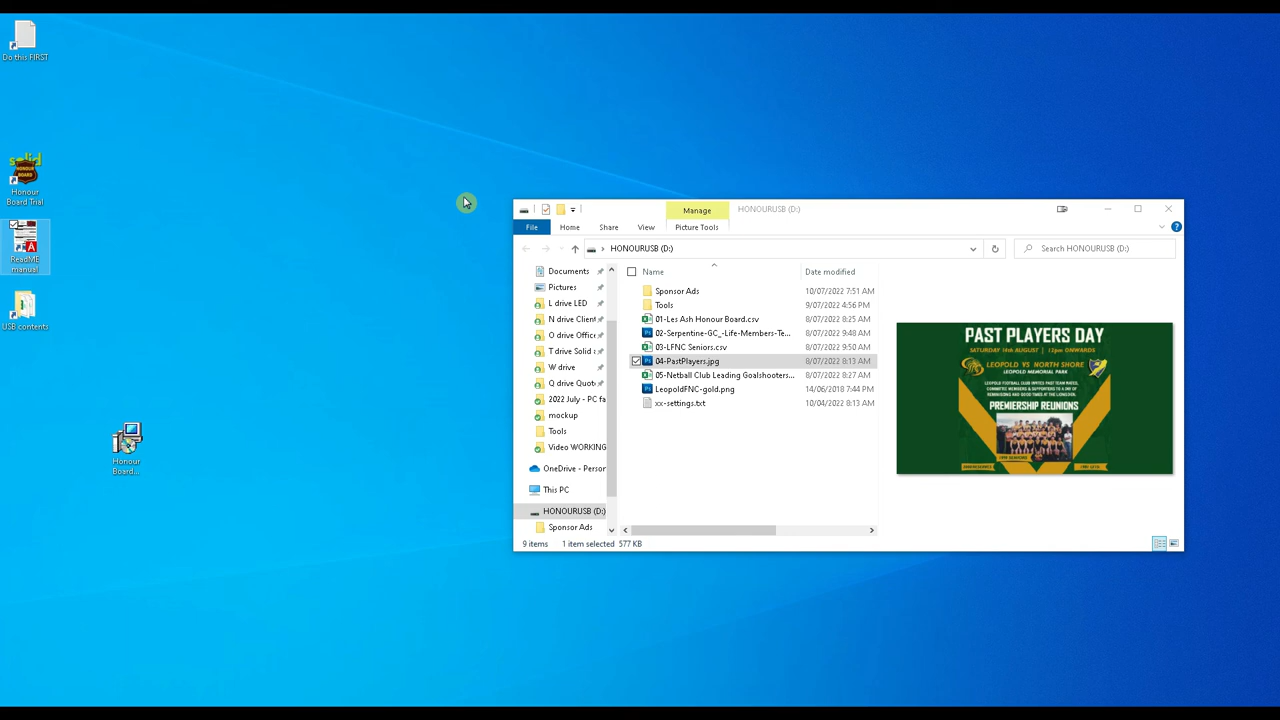 Do this FIRST
solid
HONOUR
BOARD
Honour
Board Trial
ReadME
manual
USB contents
Honour
Board...
Manage
HONOURUSB (D:)
File
Home
Share
View
Picture Tools
HONOURUSB (D:)
Search HONOURUSB (D:)
Documents
Pictures
L drive LED
N drive Client
O drive Office
T drive Solid s
W drive
Q drive Quot
2022 July - PC fa
mockup
Tools
Video WORKING
OneDrive - Person
This PC
HONOURUSB (D:)
Sponsor Ads
Name
Date modified
Sponsor Ads
10/07/2022 7:51 AM
Tools
9/07/2022 4:56 PM
01-Les Ash Honour Board.csv
8/07/2022 8:25 AM
02-Serpentine-GC_-Life-Members-Te...
8/07/2022 9:48 AM
03-LFNC Seniors.csv
8/07/2022 9:50 AM
04-PastPlayers.jpg
8/07/2022 8:13 AM
05-Netball Club Leading Goalshooters...
8/07/2022 8:27 AM
LeopoldFNC-gold.png
14/06/2018 7:44 PM
xx-settings.txt
10/04/2022 8:13 AM
PAST PLAYERS DAY
SATURDAY 18TH AUGUST | 12pm ONWARDS
LEOPOLD VS NORTH SHORE
LEOPOLD MEMORIAL PARK
PREMIERSHIP REUNIONS
9 items
1 item selected 577 KB